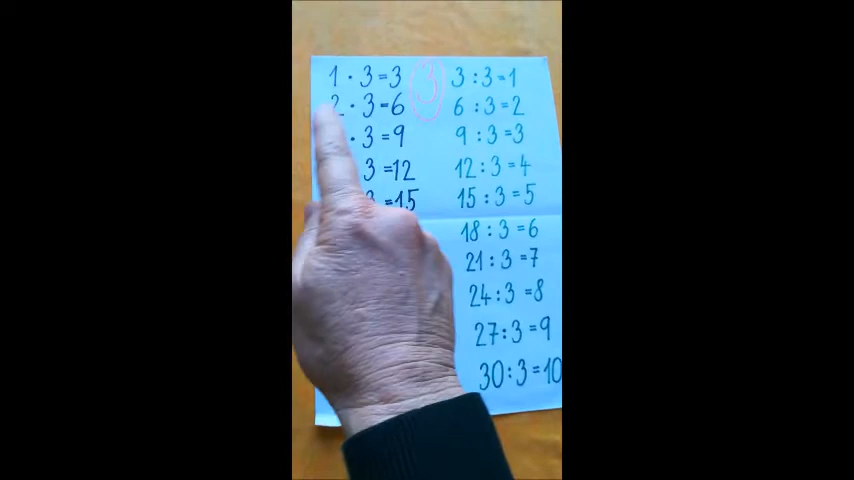 1 · 3 = 3
2 · 3 = 6
· 3 = 9
3 = 12
= 15
3
3 : 3 = 1
6 : 3 = 2
9 : 3 = 3
12 : 3 = 4
15 : 3 = 5
18 : 3 = 6
21 : 3 = 7
24 : 3 = 8
27 : 3 = 9
30 : 3 = 10